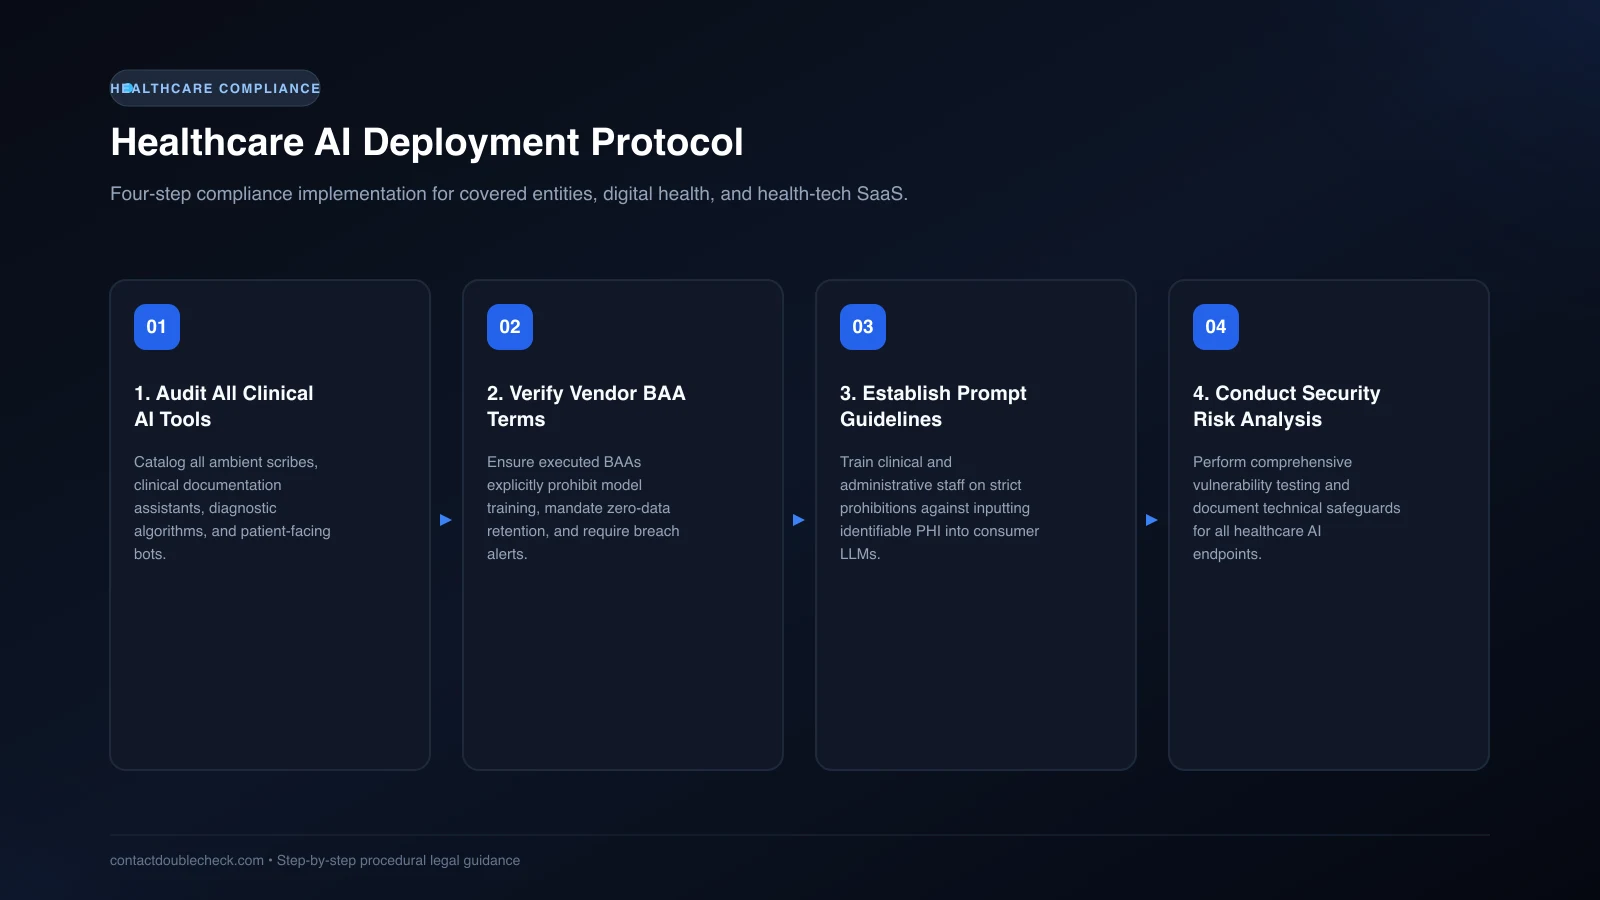 HEALTHCARE COMPLIANCE
Healthcare AI Deployment Protocol
Four-step compliance implementation for covered entities, digital health, and health-tech SaaS.
01
1. Audit All Clinical
AI Tools
Catalog all ambient scribes,
clinical documentation
assistants, diagnostic
algorithms, and patient-facing
bots.
02
2. Verify Vendor BAA
Terms
Ensure executed BAAs
explicitly prohibit model
training, mandate zero-data
retention, and require breach
alerts.
03
3. Establish Prompt
Guidelines
Train clinical and
administrative staff on strict
prohibitions against inputting
identifiable PHI into consumer
LLMs.
04
4. Conduct Security
Risk Analysis
Perform comprehensive
vulnerability testing and
document technical safeguards
for all healthcare AI
endpoints.
contactdoublecheck.com • Step-by-step procedural legal guidance